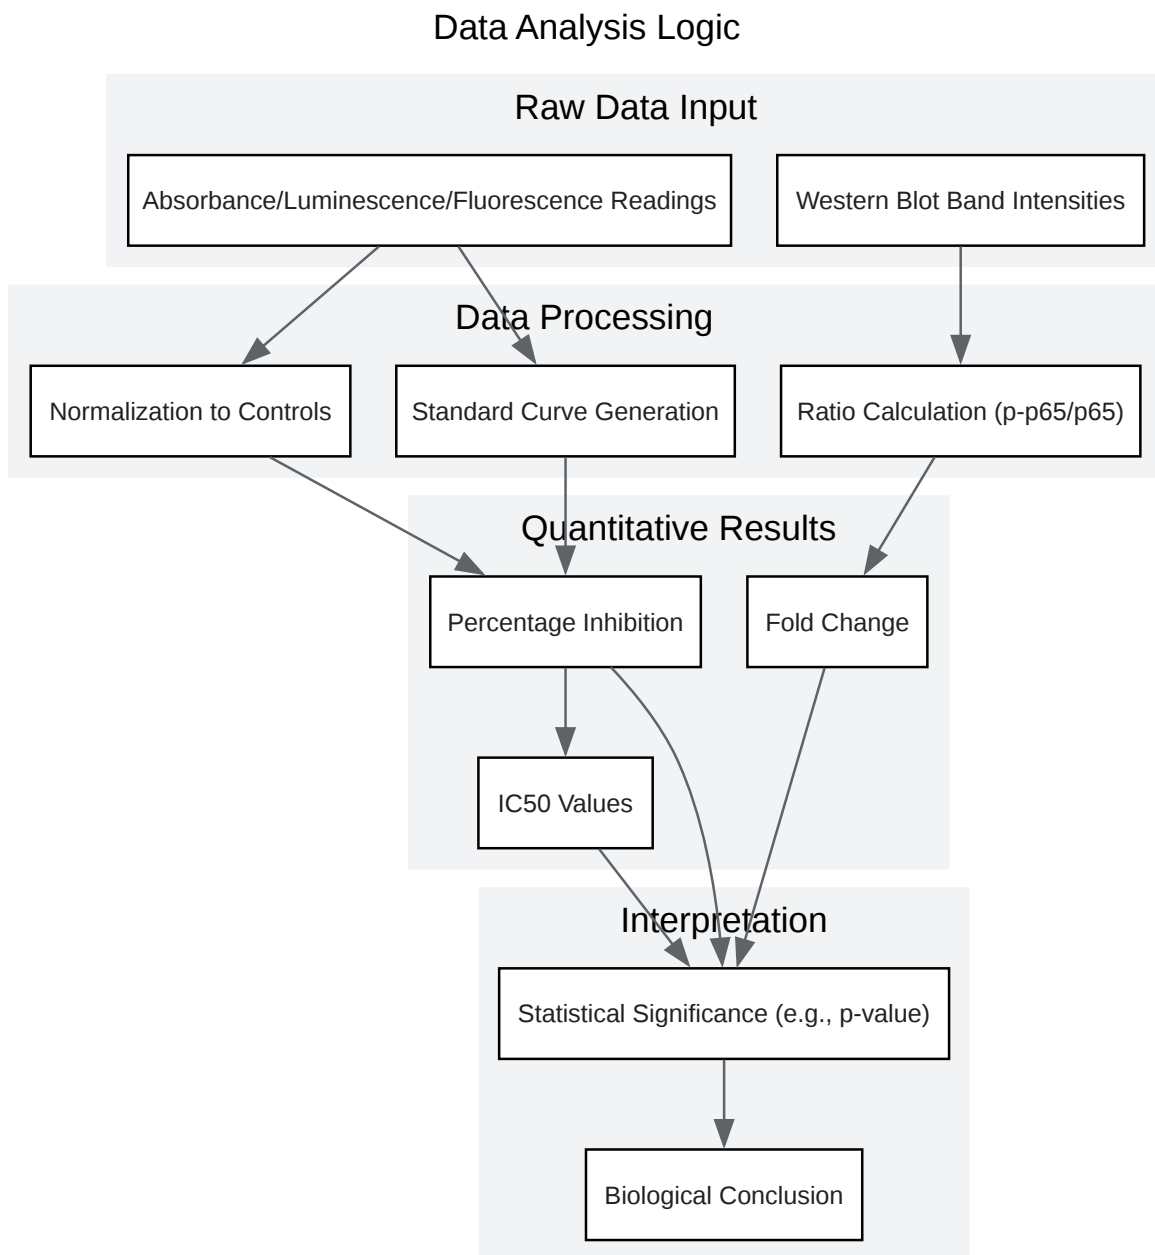 Data Analysis Logic
Raw Data Input
Absorbance/Luminescence/Fluorescence Readings
Western Blot Band Intensities
Data Processing
Normalization to Controls
Standard Curve Generation
Ratio Calculation (p-p65/p65)
Quantitative Results
Percentage Inhibition
Fold Change
IC50 Values
Interpretation
Statistical Significance (e.g., p-value)
Biological Conclusion